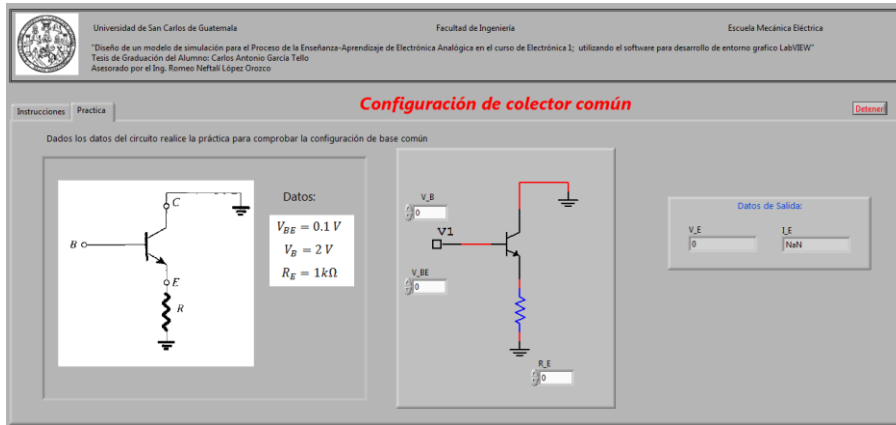 Universidad de San Carlos de Guatemala
Facultad de Ingeniería
Escuela Mecánica Eléctrica
"Diseño de un modelo de simulación para el Proceso de la Enseñanza-Aprendizaje de Electrónica Analógica en el curso de Electrónica 1; utilizando el software para desarrollo de entorno grafico LabVIEW"
Tesis de Graduación del Alumno: Carlos Antonio García Tello
Asesorado por el Ing. Romeo Neftalí López Orozco
Instrucciones
Practica
Configuración de colector común
Detener
Dados los datos del circuito realice la práctica para comprobar la configuración de base común
C
B
E
R
Datos:
V_BE = 0.1 V
V_B = 2 V
R_E = 1kΩ
V_B
0
V1
V_BE
0
R_E
0
Datos de Salida:
V_E
0
I_E
NaN